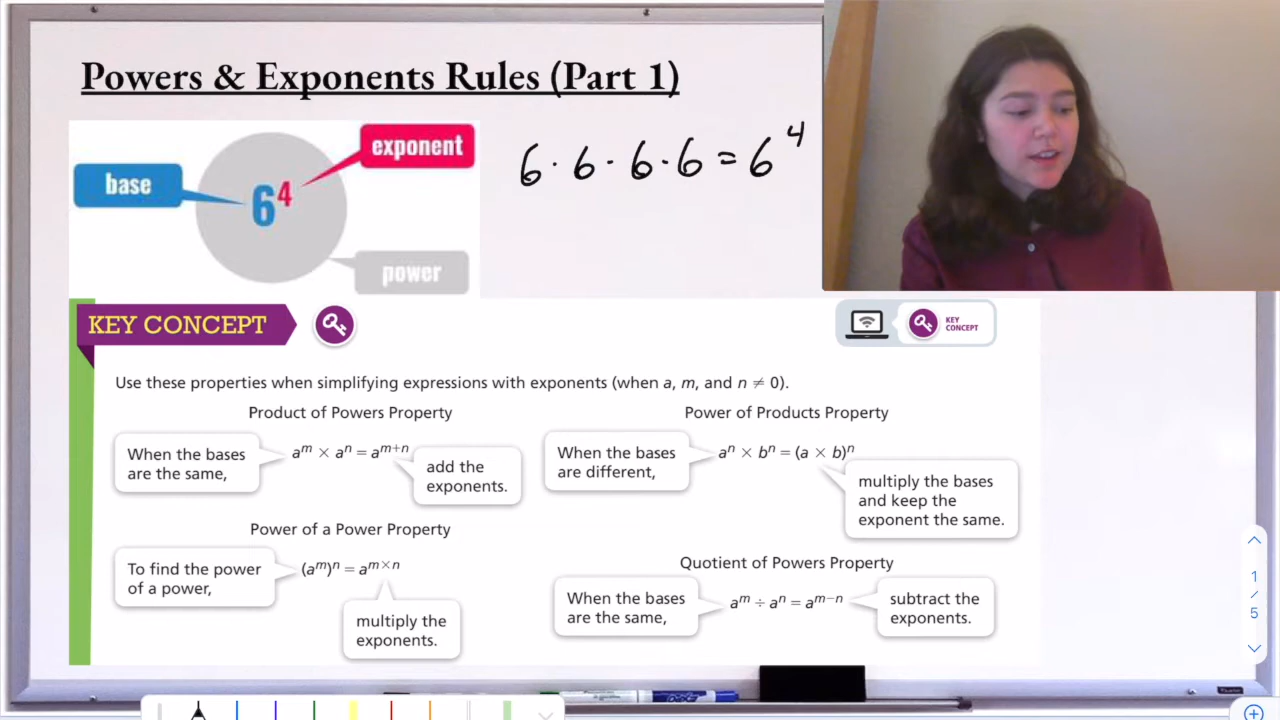 Powers & Exponents Rules (Part 1)
exponent
base
6⁴
power
6 · 6 · 6 · 6 = 6⁴
KEY CONCEPT
KEY
CONCEPT
Use these properties when simplifying expressions with exponents (when a, m, and n ≠ 0).
Product of Powers Property
When the bases
are the same,
aᵐ × aⁿ = aᵐ⁺ⁿ
add the
exponents.
Power of Products Property
When the bases
are different,
aⁿ × bⁿ = (a × b)ⁿ
multiply the bases
and keep the
exponent the same.
Power of a Power Property
To find the power
of a power,
(aᵐ)ⁿ = aᵐ ˣ ⁿ
multiply the
exponents.
Quotient of Powers Property
When the bases
are the same,
aᵐ ÷ aⁿ = aᵐ⁻ⁿ
subtract the
exponents.
1
/
5